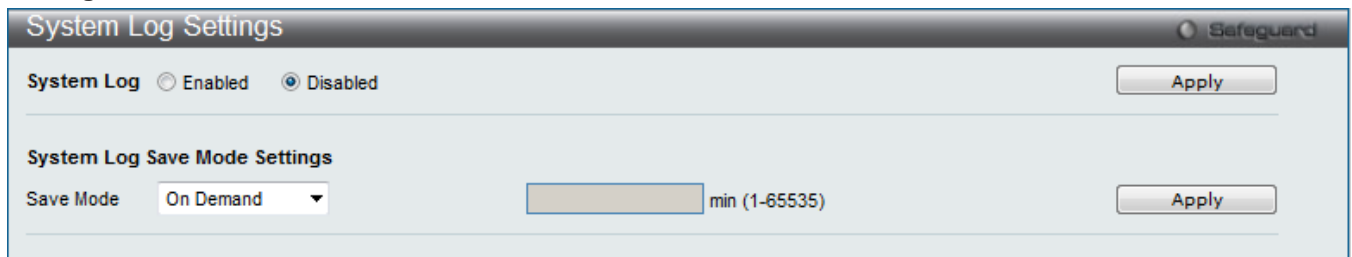 System Log Settings
Safeguard
System Log Enabled Disabled Apply
System Log Save Mode Settings
Save Mode On Demand min (1-65535) Apply